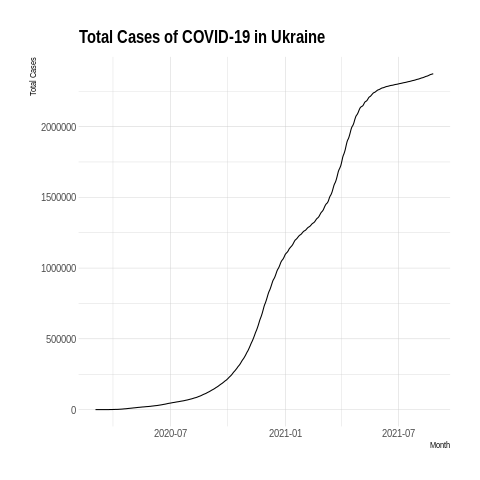 Total Cases of COVID-19 in Ukraine
Total Cases
2000000
1500000
1000000
500000
0
2020-07
2021-01
2021-07
Month